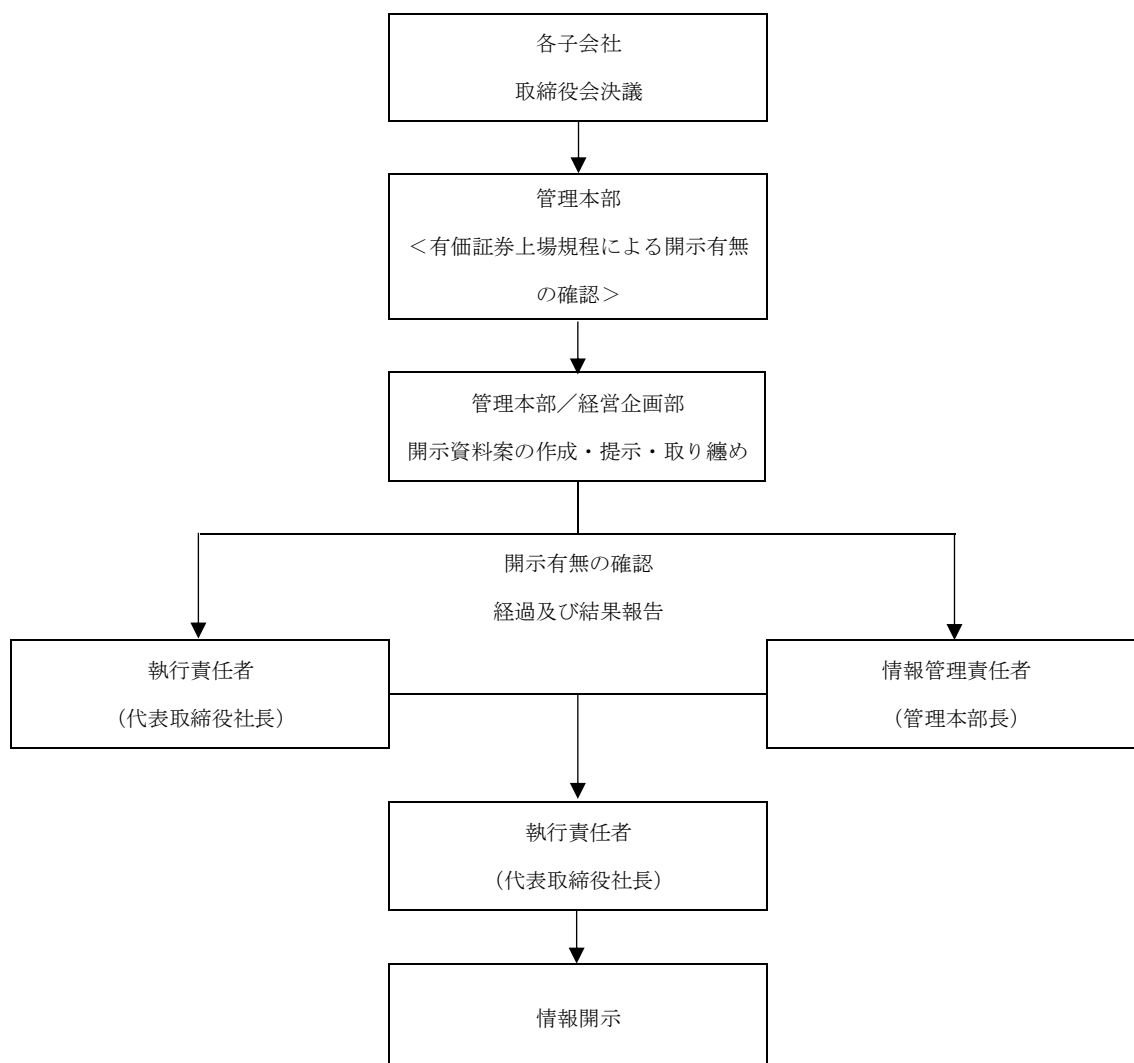 各子会社
取締役会決議
管理本部
＜有価証券上場規程による開示有無
の確認＞
管理本部／経営企画部
開示資料案の作成・提示・取り纏め
開示有無の確認
経過及び結果報告
執行責任者
（代表取締役社長）
情報管理責任者
（管理本部長）
執行責任者
（代表取締役社長）
情報開示